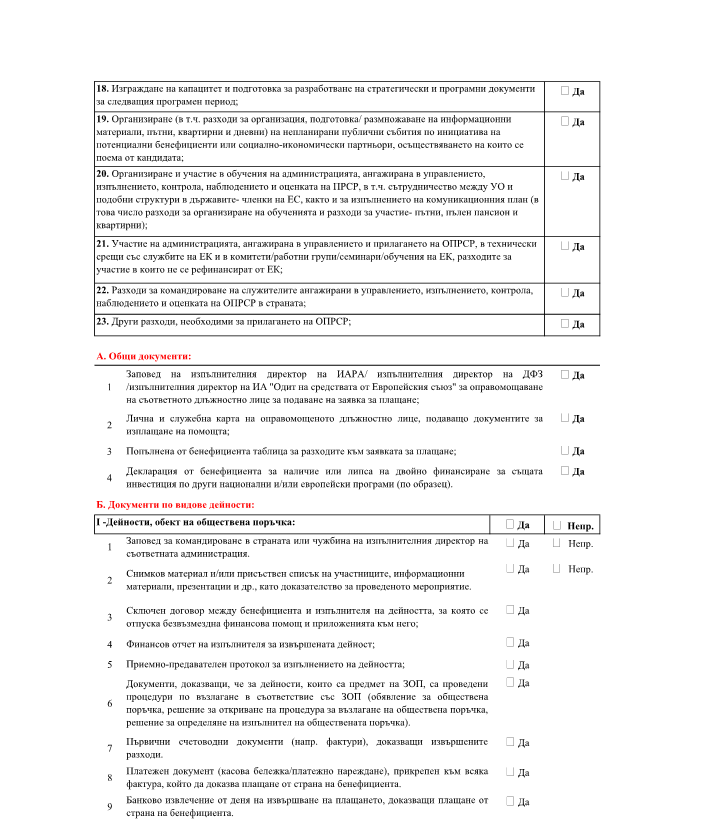 18. Изграждане на капацитет и подготовка за разработване на стратегически и програмни документи
за следващия програмен период;
Да
19. Организиране (в т.ч. разходи за организация, подготовка/ размножаване на информационни
материали, пътни, квартирни и дневни) на непланирани публични събития по инициатива на
потенциални бенефициенти или социално-икономически партньори, осъществяването на които се
поема от кандидата;
Да
20. Организиране и участие в обучения на администрацията, ангажирана в управлението,
изпълнението, контрола, наблюдението и оценката на ПРСР, в т.ч. сътрудничество между УО и
подобни структури в държавите- членки на ЕС, както и за изпълнението на комуникационния план (в
това число разходи за организиране на обученията и разходи за участие- пътни, пълен пансион и
квартирни);
Да
21. Участие на администрацията, ангажирана в управлението и прилагането на ОПРСР, в технически
срещи със службите на ЕК и в комитети/работни групи/семинари/обучения на ЕК, разходите за
участие в които не се рефинансират от ЕК;
Да
22. Разходи за командироване на служителите ангажирани в управлението, изпълнението, контрола,
наблюдението и оценката на ОПРСР в страната;
Да
23. Други разходи, необходими за прилагането на ОПРСР;
Да
А. Общи документи:
1 Заповед на изпълнителния директор на ИАРА/ изпълнителния директор на ДФЗ
/изпълнителния директор на ИА "Одит на средствата от Европейския съюз" за оправомощаване
на съответното длъжностно лице за подаване на заявка за плащане;
Да
2 Лична и служебна карта на оправомощеното длъжностно лице, подаващо документите за
изплащане на помощта;
Да
3 Попълнена от бенефициента таблица за разходите към заявката за плащане;
Да
4 Декларация от бенефициента за наличие или липса на двойно финансиране за същата
инвестиция по други национални и/или европейски програми (по образец).
Да
Б. Документи по видове дейности:
I -Дейности, обект на обществена поръчка: Да Непр.
1 Заповед за командироване в страната или чужбина на изпълнителния директор на
съответната администрация.
Да Непр.
2 Снимков материал и/или присъствен списък на участниците, информационни
материали, презентации и др., като доказателство за проведеното мероприятие.
Да Непр.
3 Сключен договор между бенефициента и изпълнителя на дейността, за която се
отпуска безвъзмездна финансова помощ и приложенията към него;
Да
4 Финансов отчет на изпълнителя за извършената дейност;
Да
5 Приемно-предавателен протокол за изпълнението на дейността;
Да
6 Документи, доказващи, че за дейности, които са предмет на ЗОП, са проведени
процедури по възлагане в съответствие със ЗОП (обявление за обществена
поръчка, решение за откриване на процедура за възлагане на обществена поръчка,
решение за определяне на изпълнител на обществената поръчка).
Да
7 Първични счетоводни документи (напр. фактури), доказващи извършените
разходи.
Да
8 Платежен документ (касова бележка/платежно нареждане), прикрепен към всяка
фактура, който да доказва плащане от страна на бенефициента.
Да
9 Банково извлечение от деня на извършване на плащането, доказващи плащане от
страна на бенефициента.
Да